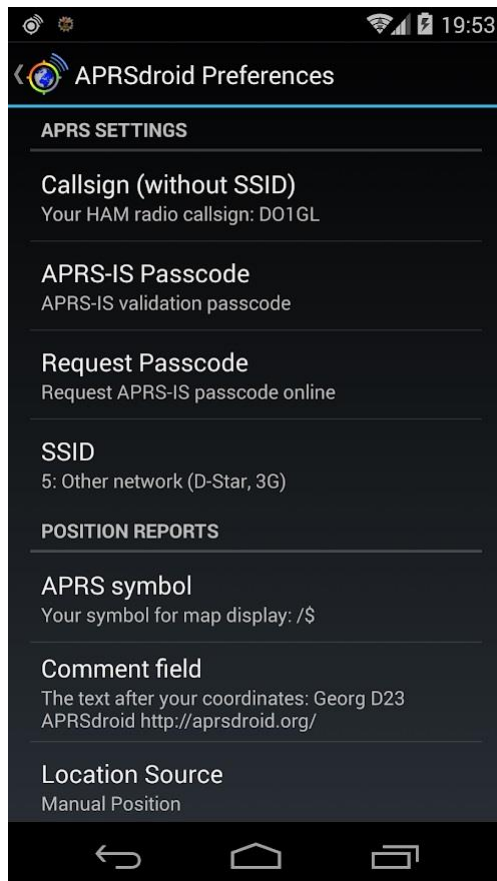 19:53
APRSdroid Preferences
APRS SETTINGS
Callsign (without SSID)
Your HAM radio callsign: DO1GL
APRS-IS Passcode
APRS-IS validation passcode
Request Passcode
Request APRS-IS passcode online
SSID
5: Other network (D-Star, 3G)
POSITION REPORTS
APRS symbol
Your symbol for map display: /$
Comment field
The text after your coordinates: Georg D23
APRSdroid http://aprsdroid.org/
Location Source
Manual Position